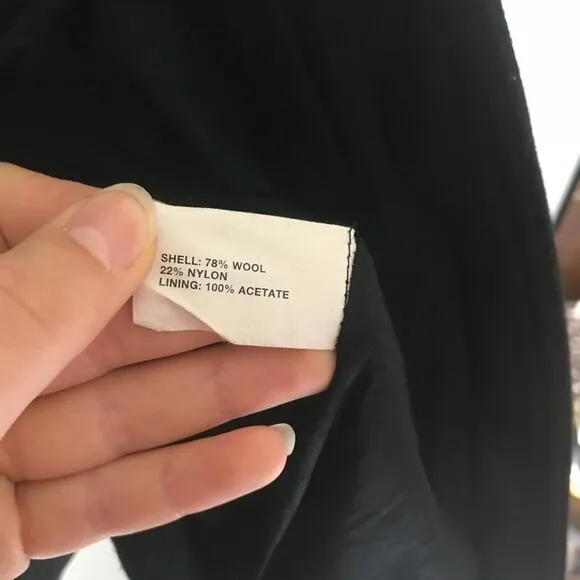 SHELL: 78% WOOL
22% NYLON
LINING: 100% ACETATE